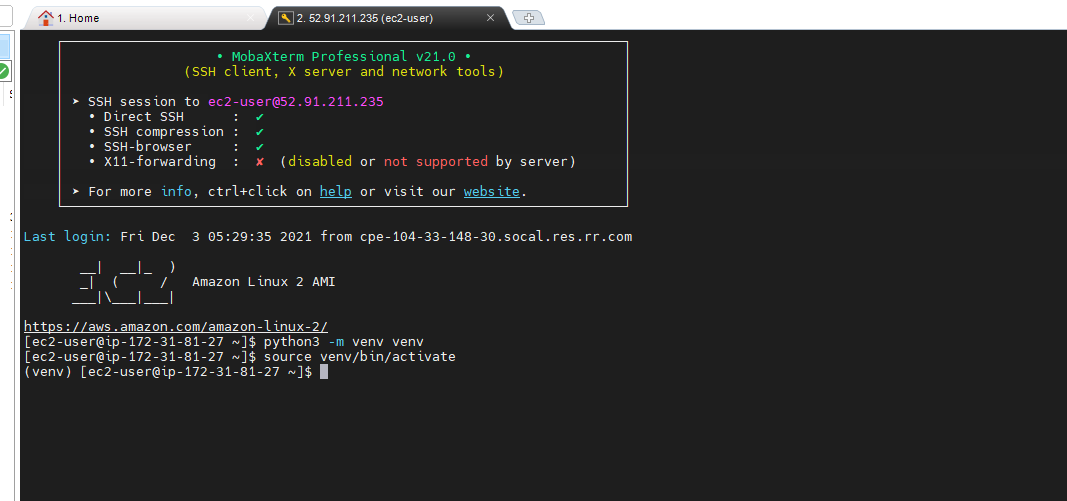 1. Home
2. 52.91.211.235 (ec2-user)
• MobaXterm Professional v21.0 •
(SSH client, X server and network tools)
➤ SSH session to ec2-user@52.91.211.235
• Direct SSH : ✔
• SSH compression : ✔
• SSH-browser : ✔
• X11-forwarding : ✘ (disabled or not supported by server)
➤ For more info, ctrl+click on help or visit our website.
Last login: Fri Dec  3 05:29:35 2021 from cpe-104-33-148-30.socal.res.rr.com
__|  __|_  )
_|  (     /   Amazon Linux 2 AMI
___|\___|___|
https://aws.amazon.com/amazon-linux-2/
[ec2-user@ip-172-31-81-27 ~]$ python3 -m venv venv
[ec2-user@ip-172-31-81-27 ~]$ source venv/bin/activate
(venv) [ec2-user@ip-172-31-81-27 ~]$